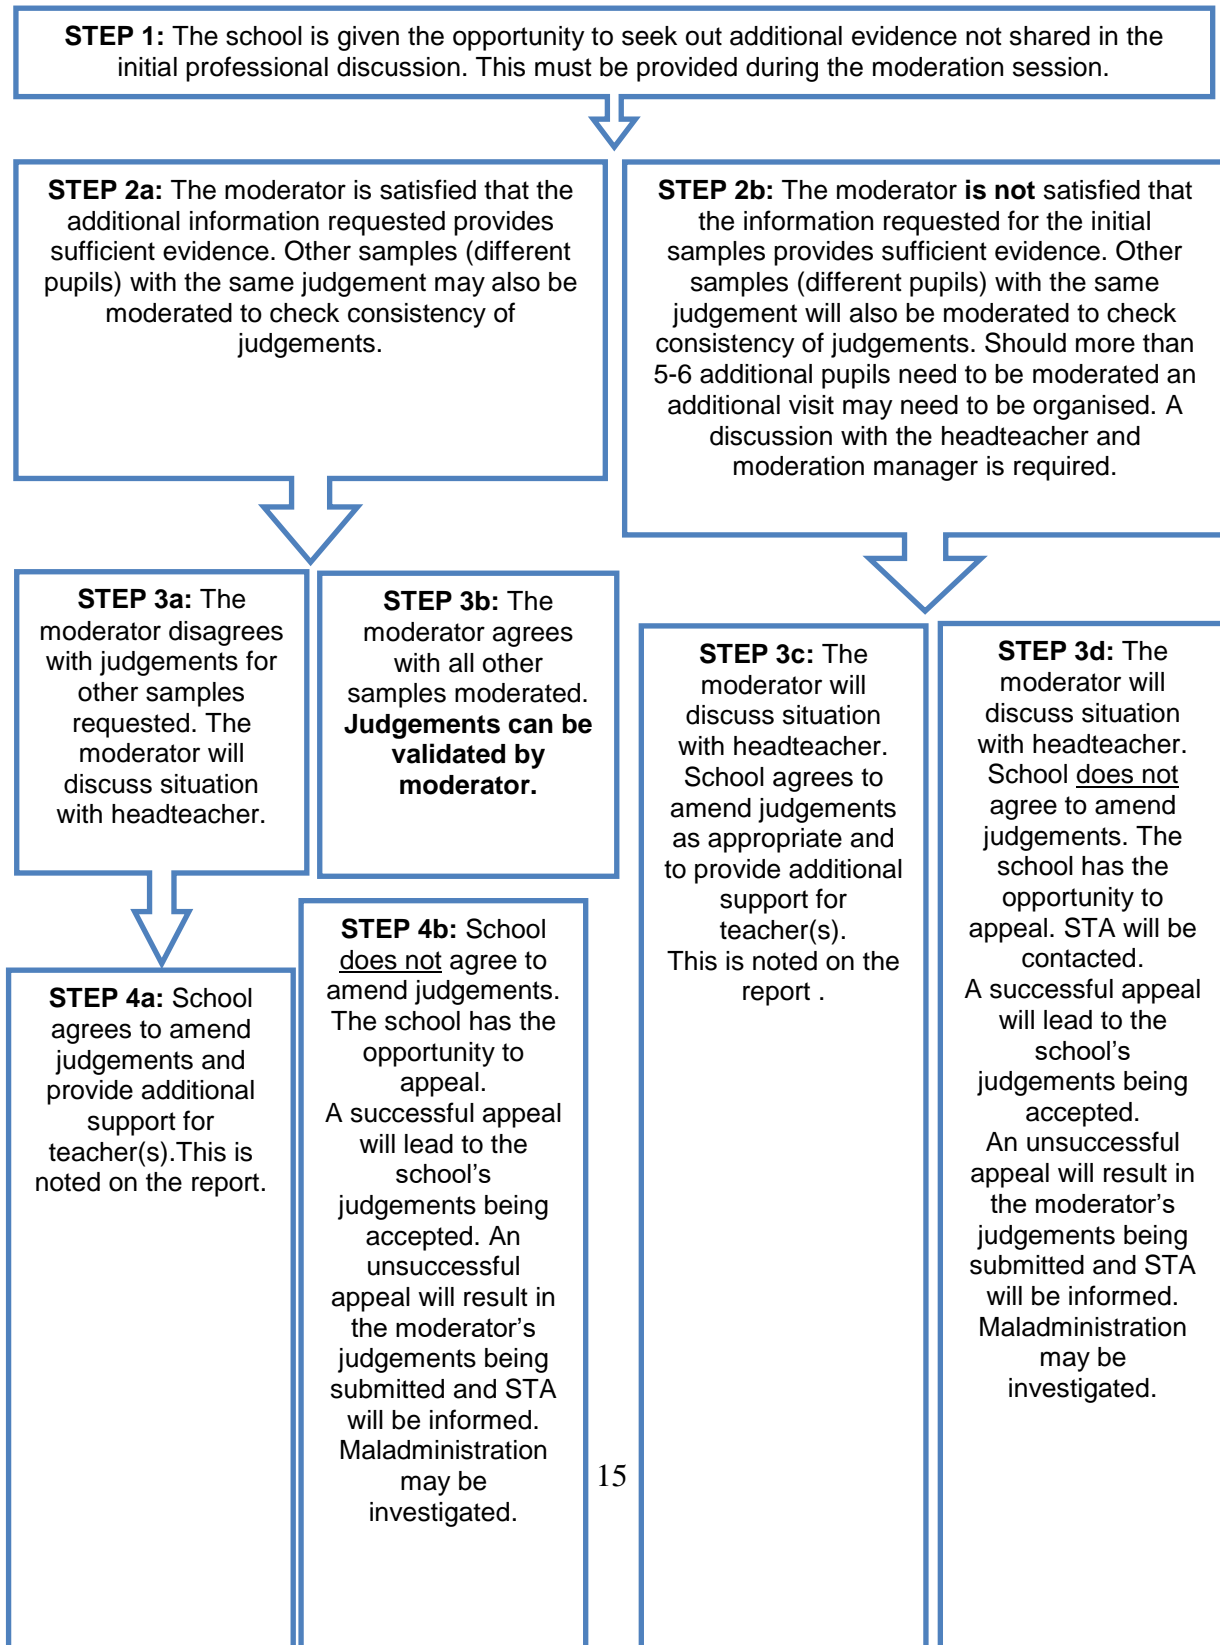 STEP 1: The school is given the opportunity to seek out additional evidence not shared in the
initial professional discussion. This must be provided during the moderation session.
STEP 2a: The moderator is satisfied that the
additional information requested provides
sufficient evidence. Other samples (different
pupils) with the same judgement may also be
moderated to check consistency of
judgements.
STEP 2b: The moderator is not satisfied that
the information requested for the initial
samples provides sufficient evidence. Other
samples (different pupils) with the same
judgement will also be moderated to check
consistency of judgements. Should more than
5-6 additional pupils need to be moderated an
additional visit may need to be organised. A
discussion with the headteacher and
moderation manager is required.
STEP 3a: The
moderator disagrees
with judgements for
other samples
requested. The
moderator will
discuss situation
with headteacher.
STEP 3b: The
moderator agrees
with all other
samples moderated.
Judgements can be
validated by
moderator.
STEP 3c: The
moderator will
discuss situation
with headteacher.
School agrees to
amend judgements
as appropriate and
to provide additional
support for
teacher(s).
This is noted on the
report .
STEP 3d: The
moderator will
discuss situation
with headteacher.
School does not
agree to amend
judgements. The
school has the
opportunity to
appeal. STA will be
contacted.
A successful appeal
will lead to the
school’s
judgements being
accepted.
An unsuccessful
appeal will result in
the moderator’s
judgements being
submitted and STA
will be informed.
Maladministration
may be
investigated.
STEP 4a: School
agrees to amend
judgements and
provide additional
support for
teacher(s).This is
noted on the report.
STEP 4b: School
does not agree to
amend judgements.
The school has the
opportunity to
appeal.
A successful appeal
will lead to the
school’s
judgements being
accepted. An
unsuccessful
appeal will result in
the moderator’s
judgements being
submitted and STA
will be informed.
Maladministration
may be
investigated.
15